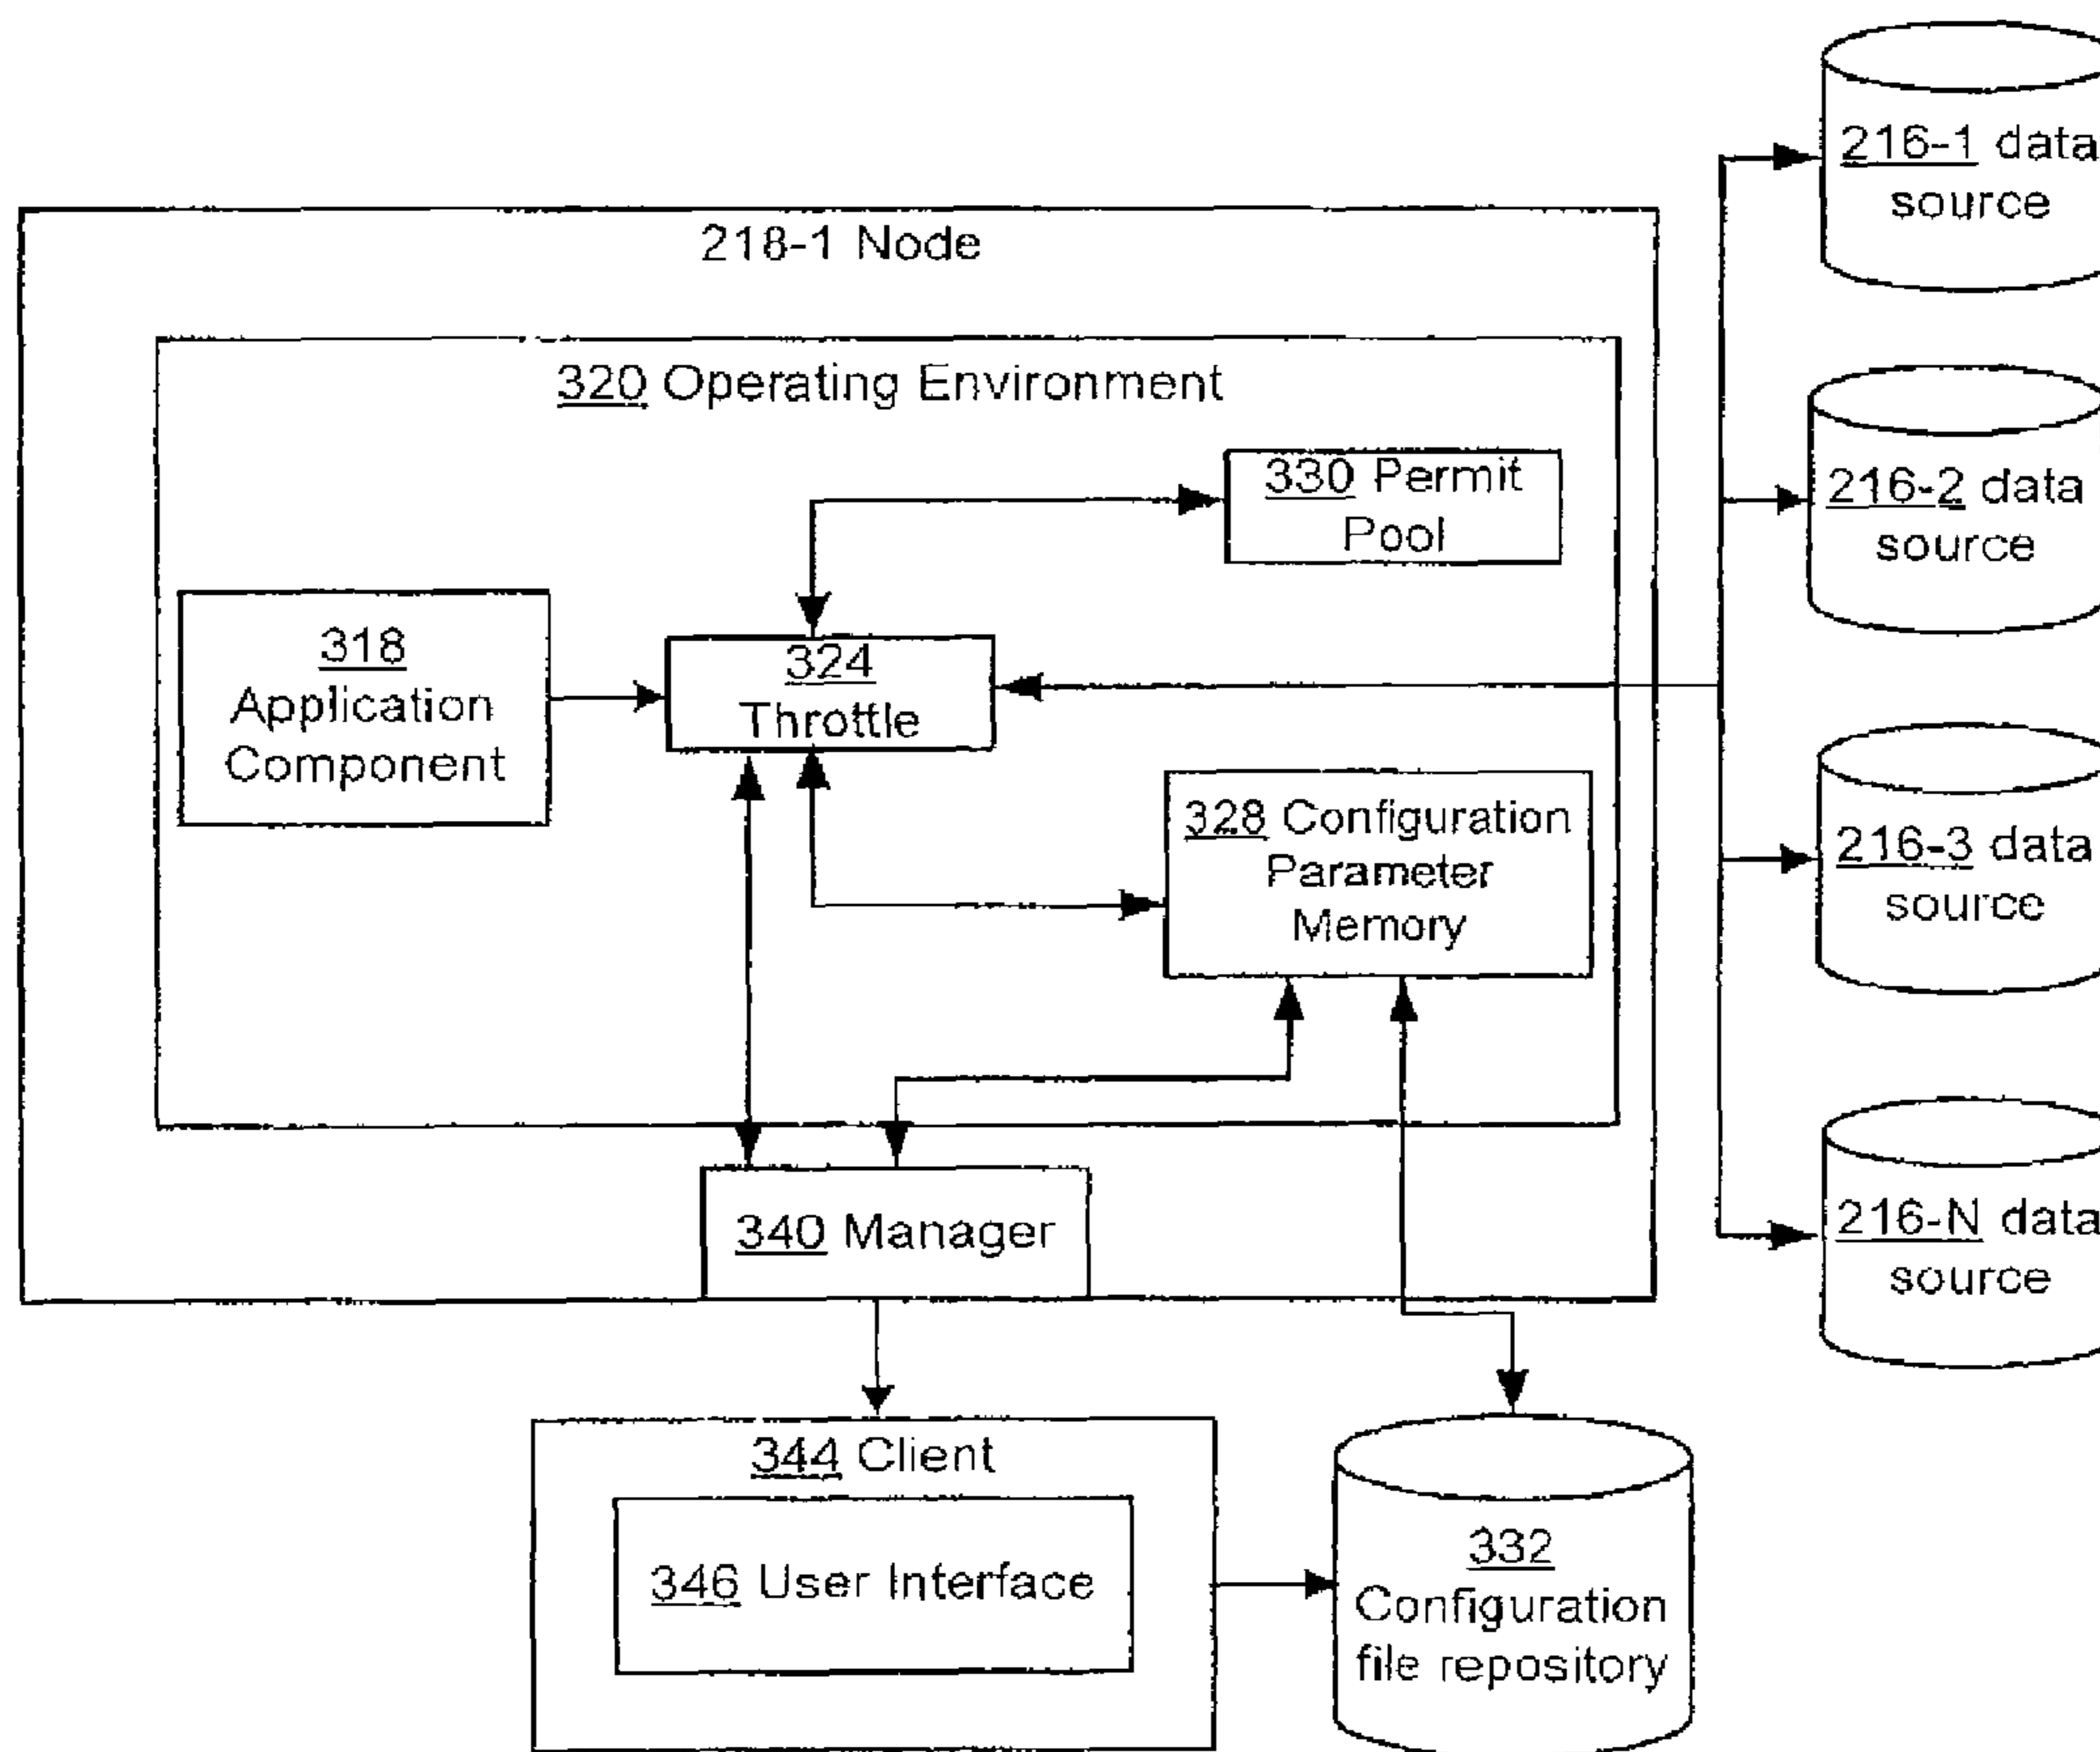 216-1 data
source
218-1 Node
320 Operating Environment
330 Permit
Pool
216-2 data
source
318
Application
Component
324
Throttle
328 Configuration
Parameter
Memory
216-3 data
source
340 Manager
216-N data
source
344 Client
346 User Interface
332
Configuration
file repository